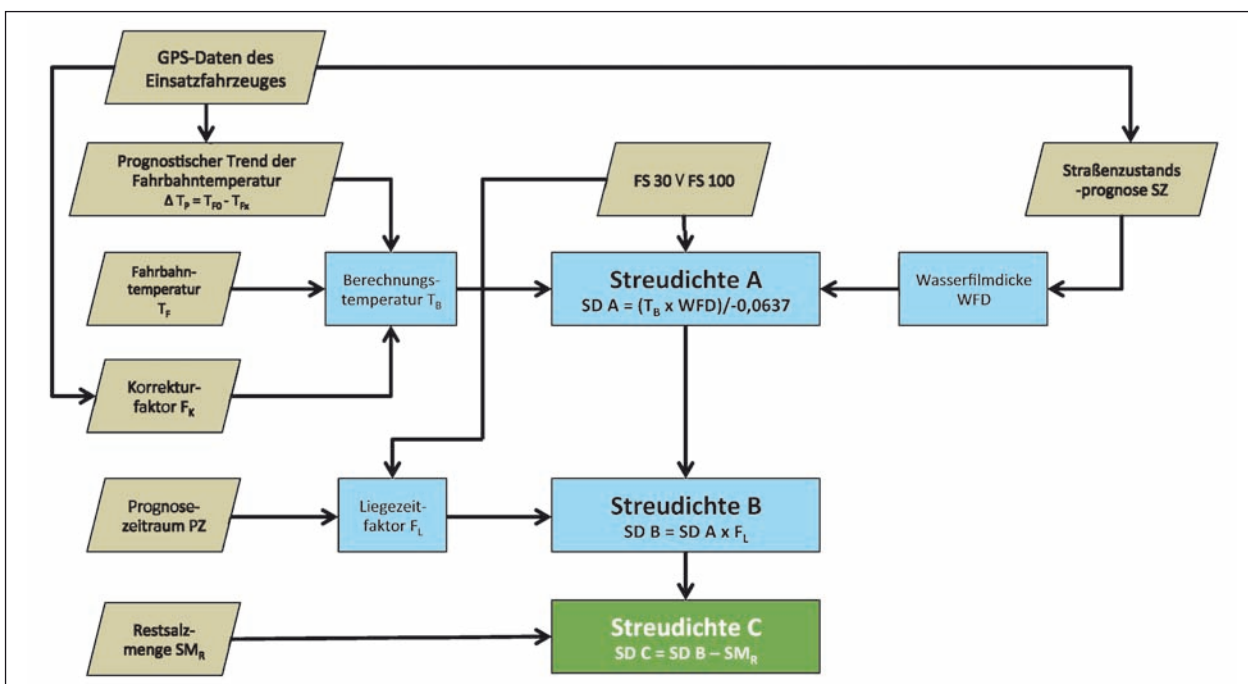 GPS-Daten des
Einsatzfahrzeuges
Prognostischer Trend der
Fahrbahntemperatur
Δ T_P = T_F0 - T_Fx
FS 30 V FS 100
Straßenzustands
-prognose SZ
Fahrbahn-
temperatur
T_F
Berechnungs-
temperatur T_B
Streudichte A
SD A = (T_B x WFD)/-0,0637
Wasserfilmdicke
WFD
Korrektur-
faktor F_K
Prognose-
zeitraum PZ
Liegezeit-
faktor F_L
Streudichte B
SD B = SD A x F_L
Restsalz-
menge SM_R
Streudichte C
SD C = SD B – SM_R